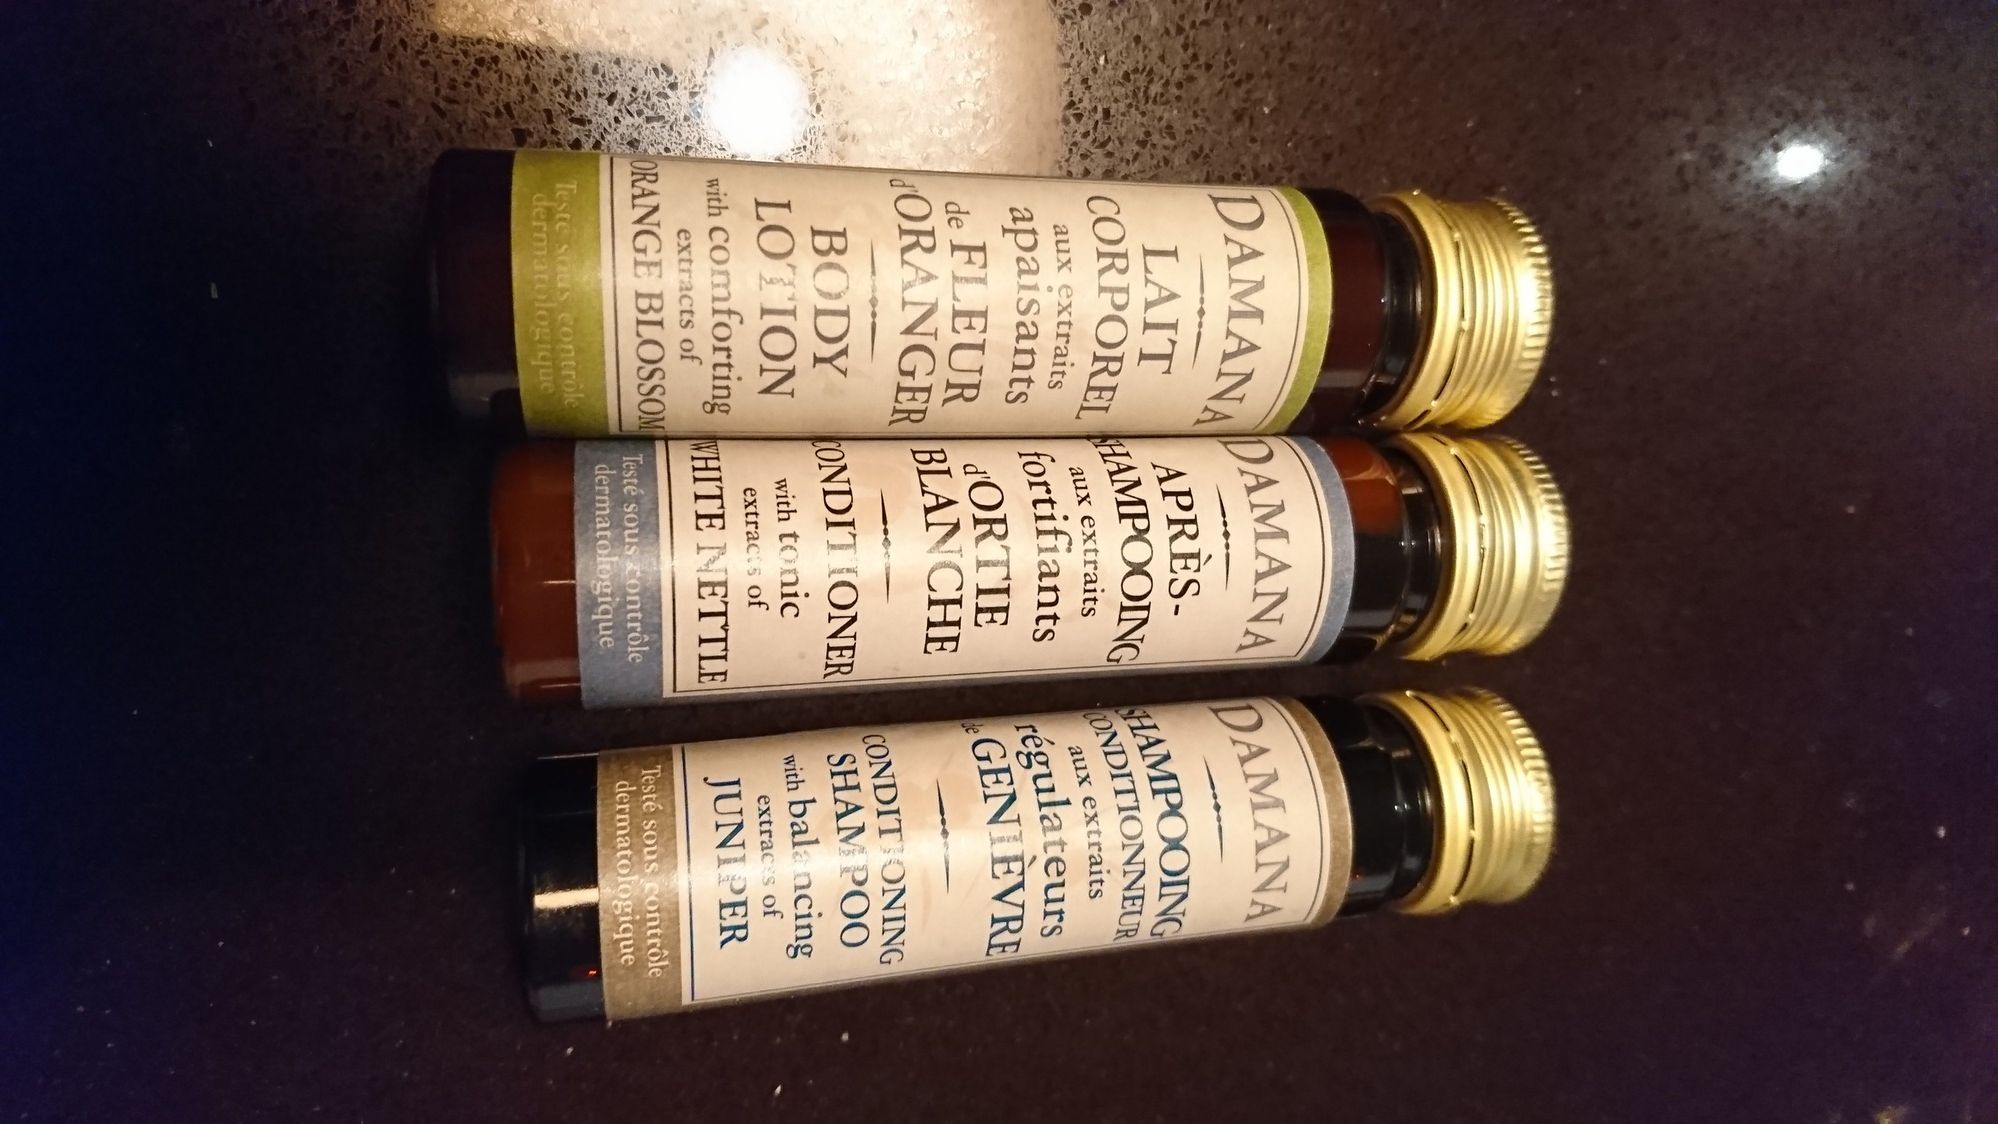 DAMANA
LAIT
CORPOREL
aux extraits
apaisants
de FLEUR
d'ORANGER
BODY
LOTION
with comforting
extracts of
ORANGE BLOSSOM
Testé sous contrôle
dermatologique
DAMANA
APRÈS-
SHAMPOOING
aux extraits
fortifiants
d'ORTIE
BLANCHE
CONDITIONER
with tonic
extracts of
WHITE NETTLE
Testé sous contrôle
dermatologique
DAMANA
SHAMPOOING
CONDITIONNEUR
aux extraits
régulateurs
de GENIÈVRE
CONDITIONING
SHAMPOO
with balancing
extracts of
JUNIPER
Testé sous contrôle
dermatologique